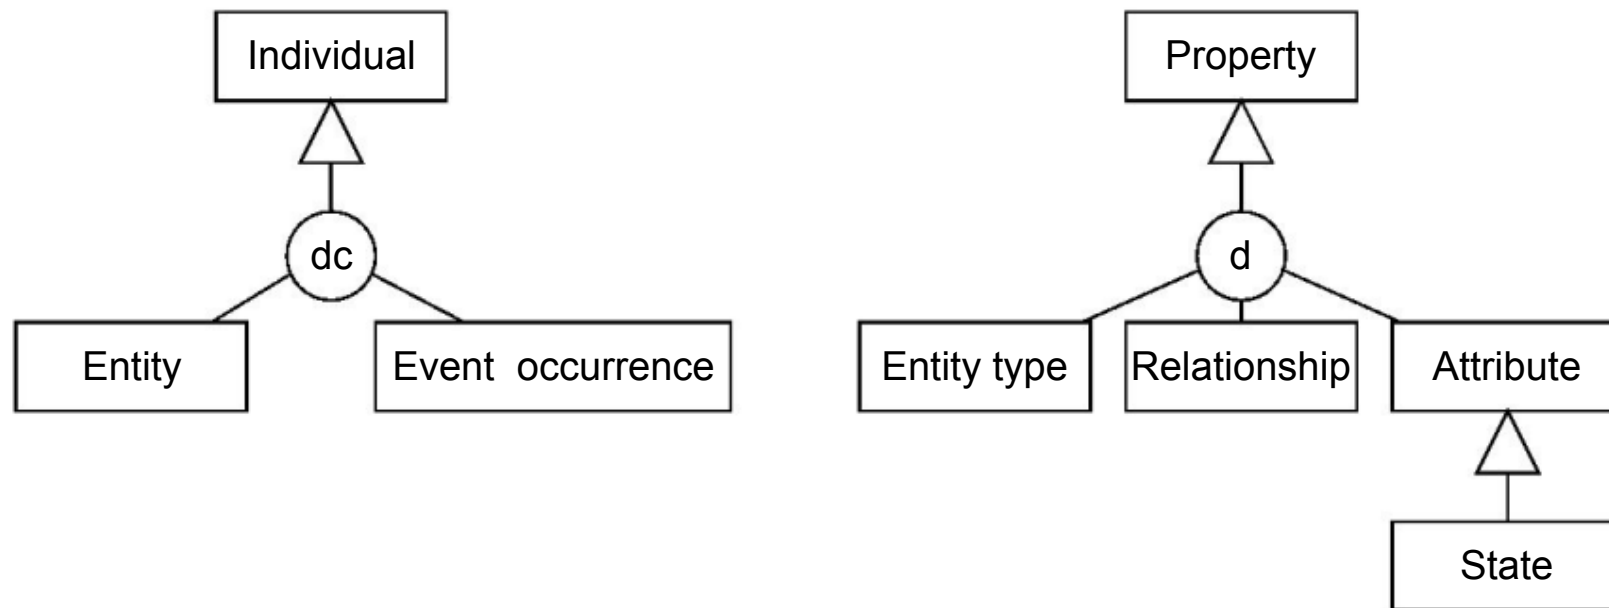 Individual
Property
dc
d
Entity
Event occurrence
Entity type
Relationship
Attribute
State